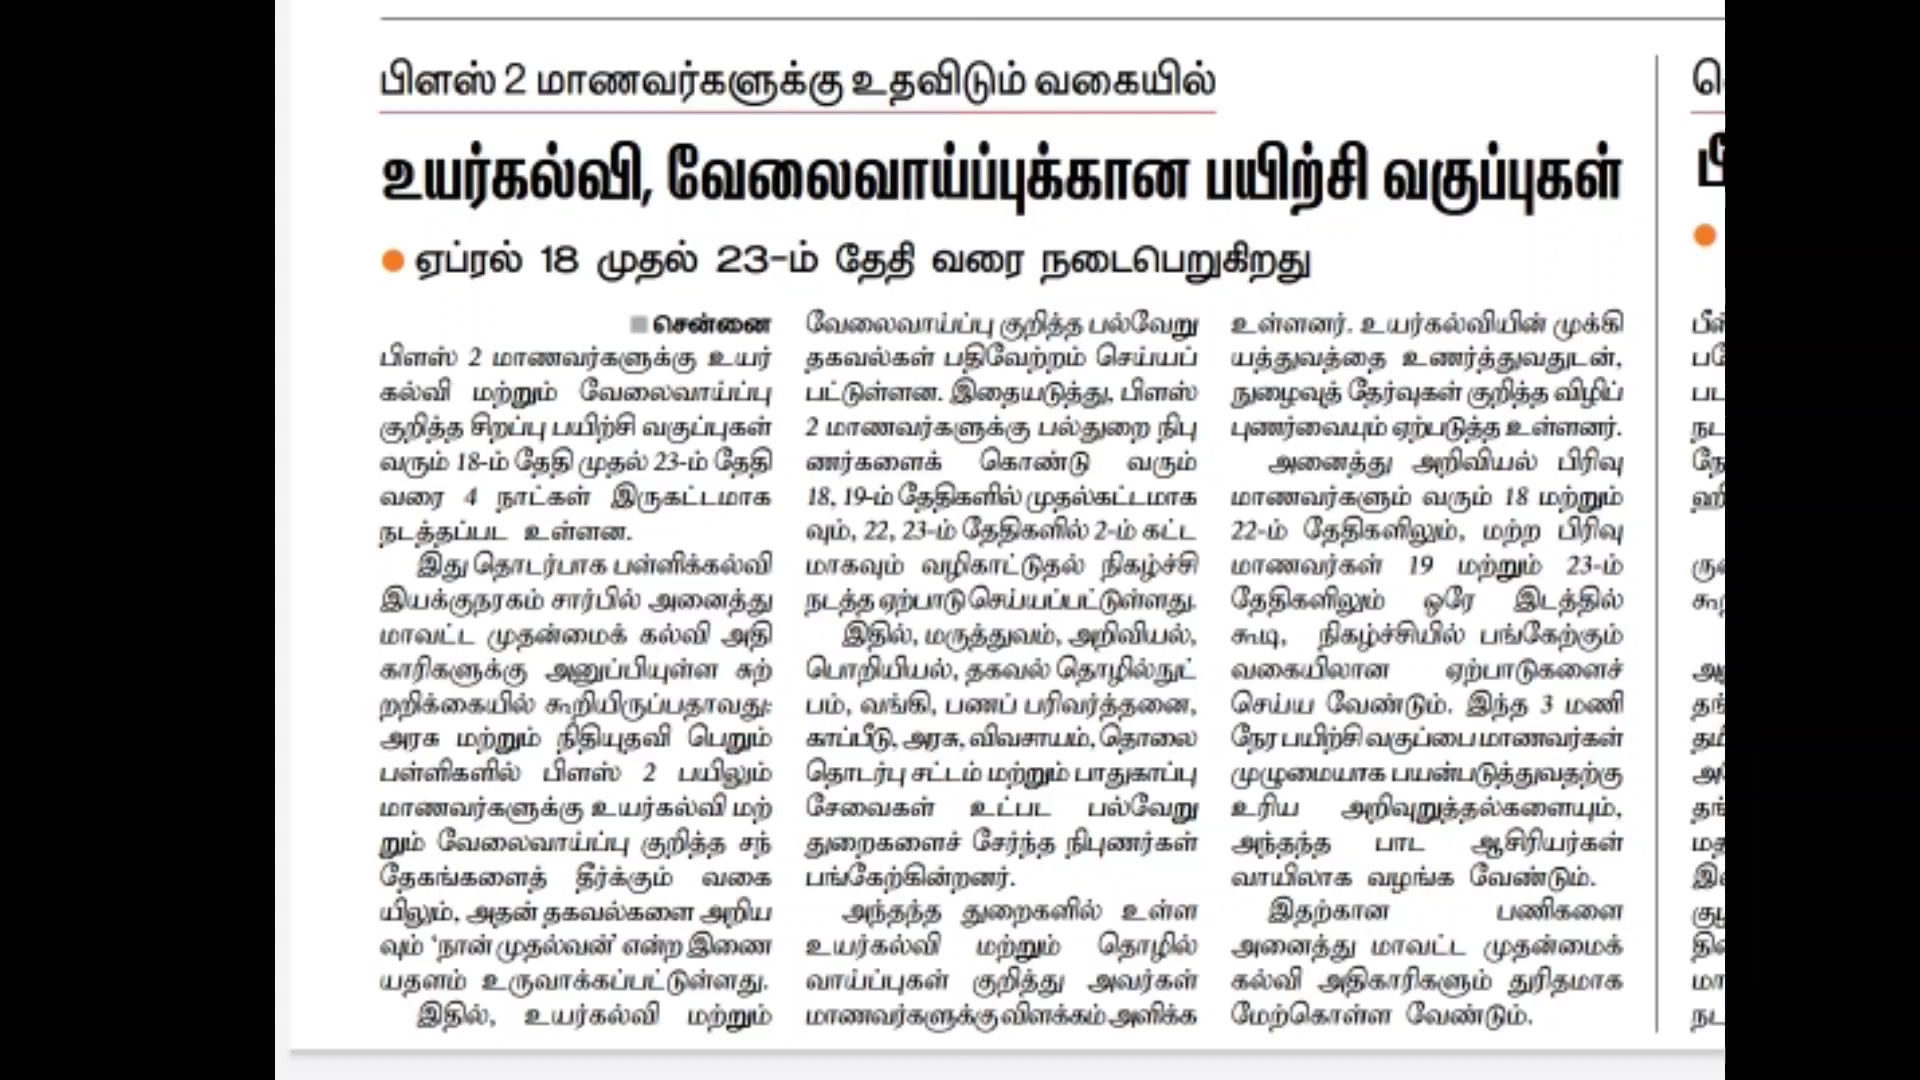 பிளஸ் 2 மாணவர்களுக்கு உதவிடும் வகையில்
உயர்கல்வி, வேலைவாய்ப்புக்கான பயிற்சி வகுப்புகள்
● ஏப்ரல் 18 முதல் 23-ம் தேதி வரை நடைபெறுகிறது
■ சென்னை
பிளஸ் 2 மாணவர்களுக்கு உயர்
கல்வி மற்றும் வேலைவாய்ப்பு
குறித்த சிறப்பு பயிற்சி வகுப்புகள்
வரும் 18-ம் தேதி முதல் 23-ம் தேதி
வரை 4 நாட்கள் இருகட்டமாக
நடத்தப்பட உள்ளன.
இது தொடர்பாக பள்ளிக்கல்வி
இயக்குநரகம் சார்பில் அனைத்து
மாவட்ட முதன்மைக் கல்வி அதி
காரிகளுக்கு அனுப்பியுள்ள சுற்
றறிக்கையில் கூறியிருப்பதாவது:
அரசு மற்றும் நிதியுதவி பெறும்
பள்ளிகளில் பிளஸ் 2 பயிலும்
மாணவர்களுக்கு உயர்கல்வி மற்
றும் வேலைவாய்ப்பு குறித்த சந்
தேகங்களைத் தீர்க்கும் வகை
யிலும், அதன் தகவல்களை அறிய
வும் ‘நான் முதல்வன்’ என்ற இணை
யதளம் உருவாக்கப்பட்டுள்ளது.
இதில், உயர்கல்வி மற்றும்
வேலைவாய்ப்பு குறித்த பல்வேறு
தகவல்கள் பதிவேற்றம் செய்யப்
பட்டுள்ளன. இதையடுத்து, பிளஸ்
2 மாணவர்களுக்கு பல்துறை நிபு
ணர்களைக் கொண்டு வரும்
18, 19-ம் தேதிகளில் முதல்கட்டமாக
வும், 22, 23-ம் தேதிகளில் 2-ம் கட்ட
மாகவும் வழிகாட்டுதல் நிகழ்ச்சி
நடத்த ஏற்பாடு செய்யப்பட்டுள்ளது.
இதில், மருத்துவம், அறிவியல்,
பொறியியல், தகவல் தொழில்நுட்
பம், வங்கி, பணப் பரிவர்த்தனை,
காப்பீடு, அரசு, விவசாயம், தொலை
தொடர்பு சட்டம் மற்றும் பாதுகாப்பு
சேவைகள் உட்பட பல்வேறு
துறைகளைச் சேர்ந்த நிபுணர்கள்
பங்கேற்கின்றனர்.
அந்தந்த துறைகளில் உள்ள
உயர்கல்வி மற்றும் தொழில்
வாய்ப்புகள் குறித்து அவர்கள்
மாணவர்களுக்கு விளக்கம் அளிக்க
உள்ளனர். உயர்கல்வியின் முக்கி
யத்துவத்தை உணர்த்துவதுடன்,
நுழைவுத் தேர்வுகள் குறித்த விழிப்
புணர்வையும் ஏற்படுத்த உள்ளனர்.
அனைத்து அறிவியல் பிரிவு
மாணவர்களும் வரும் 18 மற்றும்
22-ம் தேதிகளிலும், மற்ற பிரிவு
மாணவர்கள் 19 மற்றும் 23-ம்
தேதிகளிலும் ஒரே இடத்தில்
கூடி, நிகழ்ச்சியில் பங்கேற்கும்
வகையிலான ஏற்பாடுகளைச்
செய்ய வேண்டும். இந்த 3 மணி
நேர பயிற்சி வகுப்பை மாணவர்கள்
முழுமையாக பயன்படுத்துவதற்கு
உரிய அறிவுறுத்தல்களையும்,
அந்தந்த பாட ஆசிரியர்கள்
வாயிலாக வழங்க வேண்டும்.
இதற்கான பணிகளை
அனைத்து மாவட்ட முதன்மைக்
கல்வி அதிகாரிகளும் துரிதமாக
மேற்கொள்ள வேண்டும்.